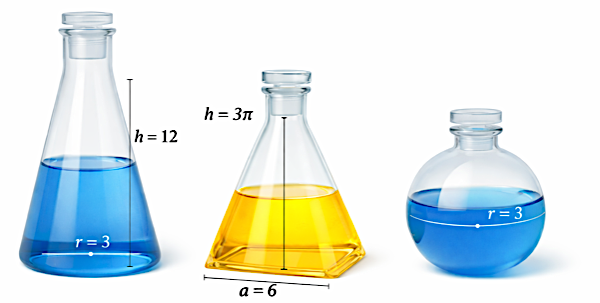 h = 12
r = 3
h = 3π
a = 6
r = 3